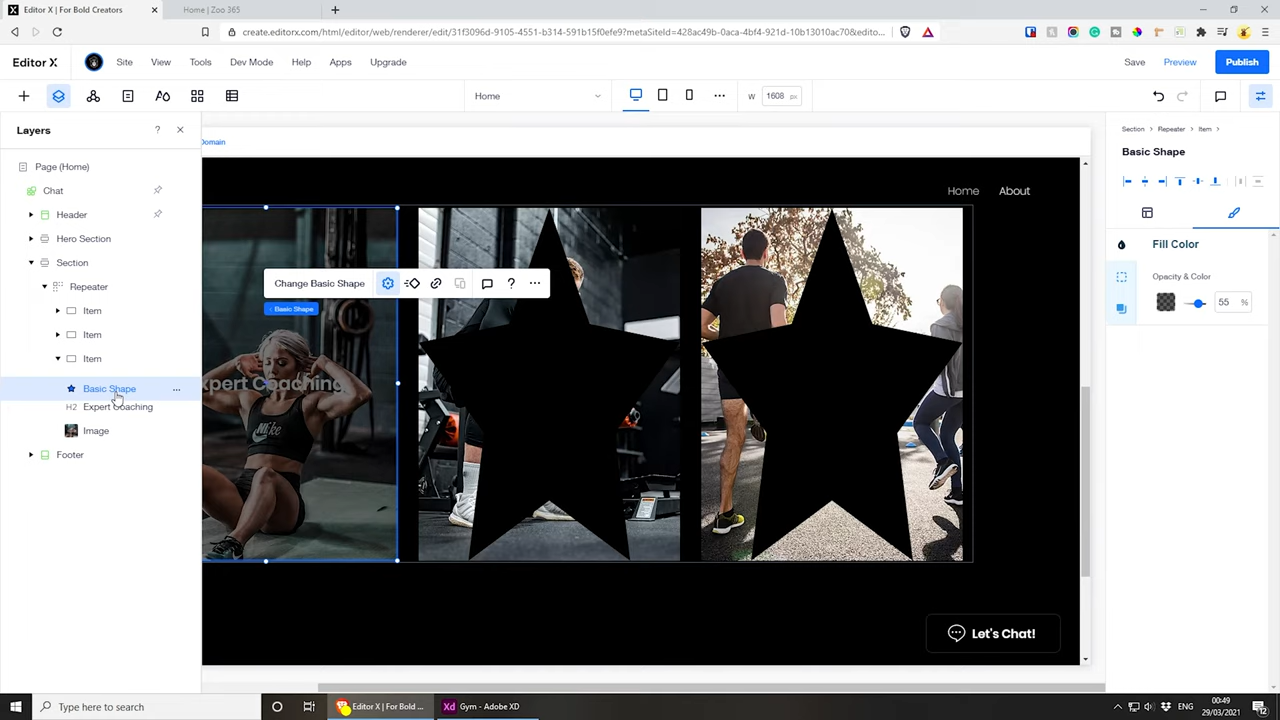 Editor X | For Bold Creators
Home | Zoo 365
create.editorx.com/html/editor/web/renderer/edit/31f3096d-9105-4551-b314-591b15f0efe9?metaSiteId=428ac49b-0aca-4bf4-921d-10b13010ac70&edito...
Editor X
Site
View
Tools
Dev Mode
Help
Apps
Upgrade
Save
Preview
Publish
Home
W
1608
px
Layers
?
Domain
Section
Repeater
Item
Basic Shape
Page (Home)
Chat
Header
Hero Section
Section
Repeater
Item
Item
Item
Basic Shape
H2 Expert Coaching
Image
Footer
Home
About
Change Basic Shape
?
Basic Shape
xpert Coaching
Let's Chat!
Fill Color
Opacity & Color
55
%
Type here to search
Editor X | For Bold C...
Gym - Adobe XD
ENG
00:49
29/03/2021
12